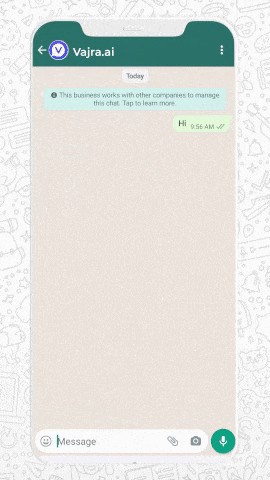 V
Vajra.ai
Today
This business works with other companies to manage
this chat. Tap to learn more.
Hi 9:56 AM
Message